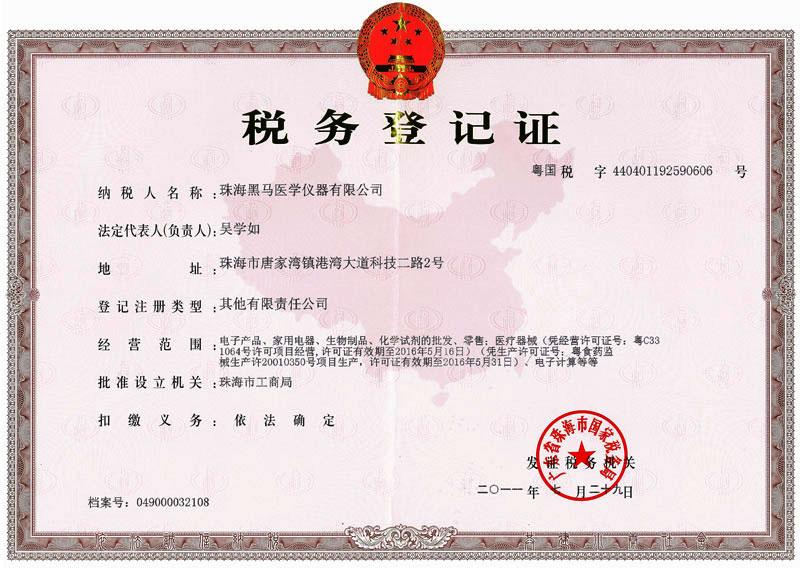 税务登记证
粤国 税 字 440401192590606 号
纳税人名称:珠海黑马医学仪器有限公司
法定代表人(负责人):吴学如
地址:珠海市唐家湾镇港湾大道科技二路2号
登记注册类型:其他有限责任公司
经营范围:电子产品、家用电器、生物制品、化学试剂的批发、零售;医疗器械(凭经营许可证号:粤C33
1064号许可项目经营,许可证有效期至2016年5月16日)(凭生产许可证号:粤食药监
械生产许20010350号项目生产,许可证有效期至2016年5月31日)、电子计算等等
批准设立机关:珠海市工商局
扣缴义务:依法确定
广东省珠海市国家税务局
发证税务机关
二〇一一 年 七 月 二十九 日
档案号:049000032108